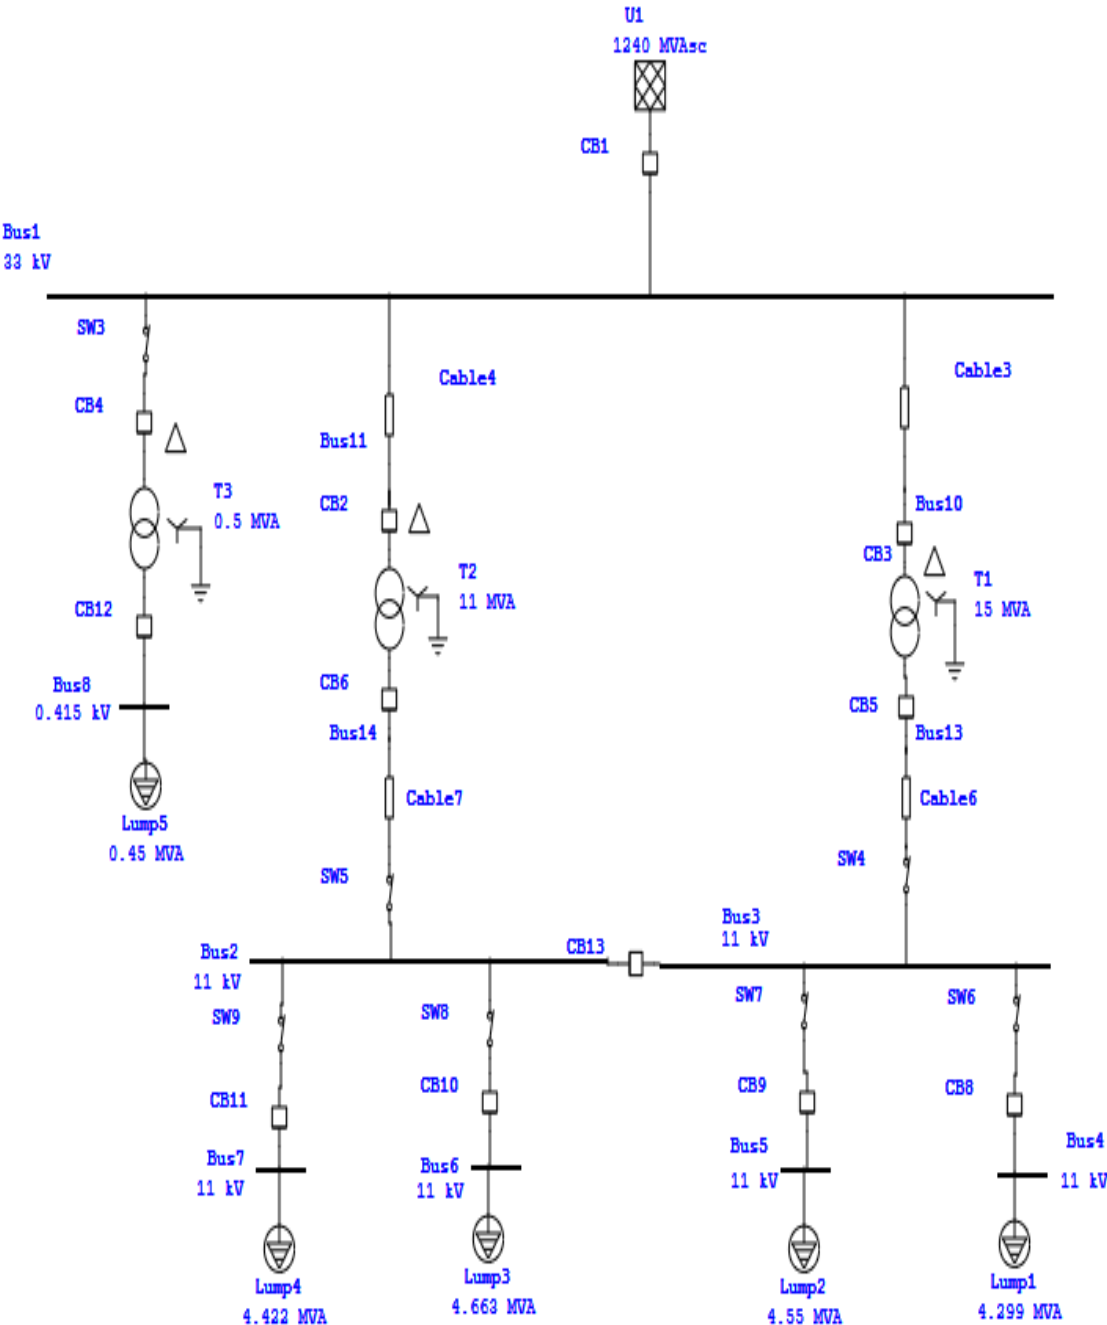 U1
1240 MVAsc
CB1
Bus1
33 kV
SW3
Cable4
Cable3
CB4
Bus11
T3
0.5 MVA
CB2
Bus10
CB3
T2
11 MVA
T1
15 MVA
CB12
Bus8
0.415 kV
CB6
Bus14
CB5
Bus13
Cable7
Cable6
Lump5
0.45 MVA
SW5
SW4
Bus2
11 kV
CB13
Bus3
11 kV
SW9
SW8
SW7
SW6
CB11
CB10
CB9
CB8
Bus7
11 kV
Bus6
11 kV
Bus5
11 kV
Bus4
11 kV
Lump4
4.422 MVA
Lump3
4.663 MVA
Lump2
4.55 MVA
Lump1
4.299 MVA